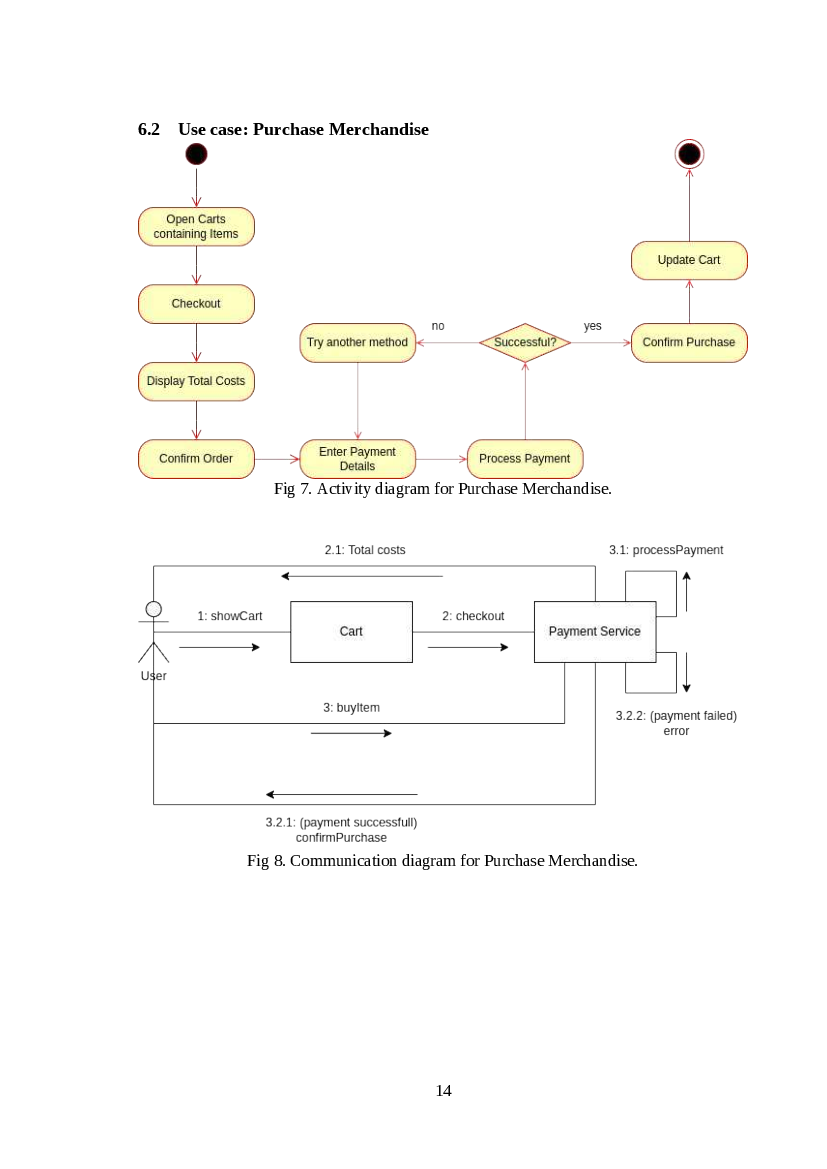 6.2 Use case: Purchase Merchandise
Open Carts
containing Items
Checkout
Display Total Costs
Confirm Order
Enter Payment
Details
Process Payment
Try another method
no
Successful?
yes
Confirm Purchase
Update Cart
Fig 7. Activity diagram for Purchase Merchandise.
2.1: Total costs
3.1: processPayment
1: showCart
Cart
2: checkout
Payment Service
User
3: buyItem
3.2.2: (payment failed)
error
3.2.1: (payment successfull)
confirmPurchase
Fig 8. Communication diagram for Purchase Merchandise.
14